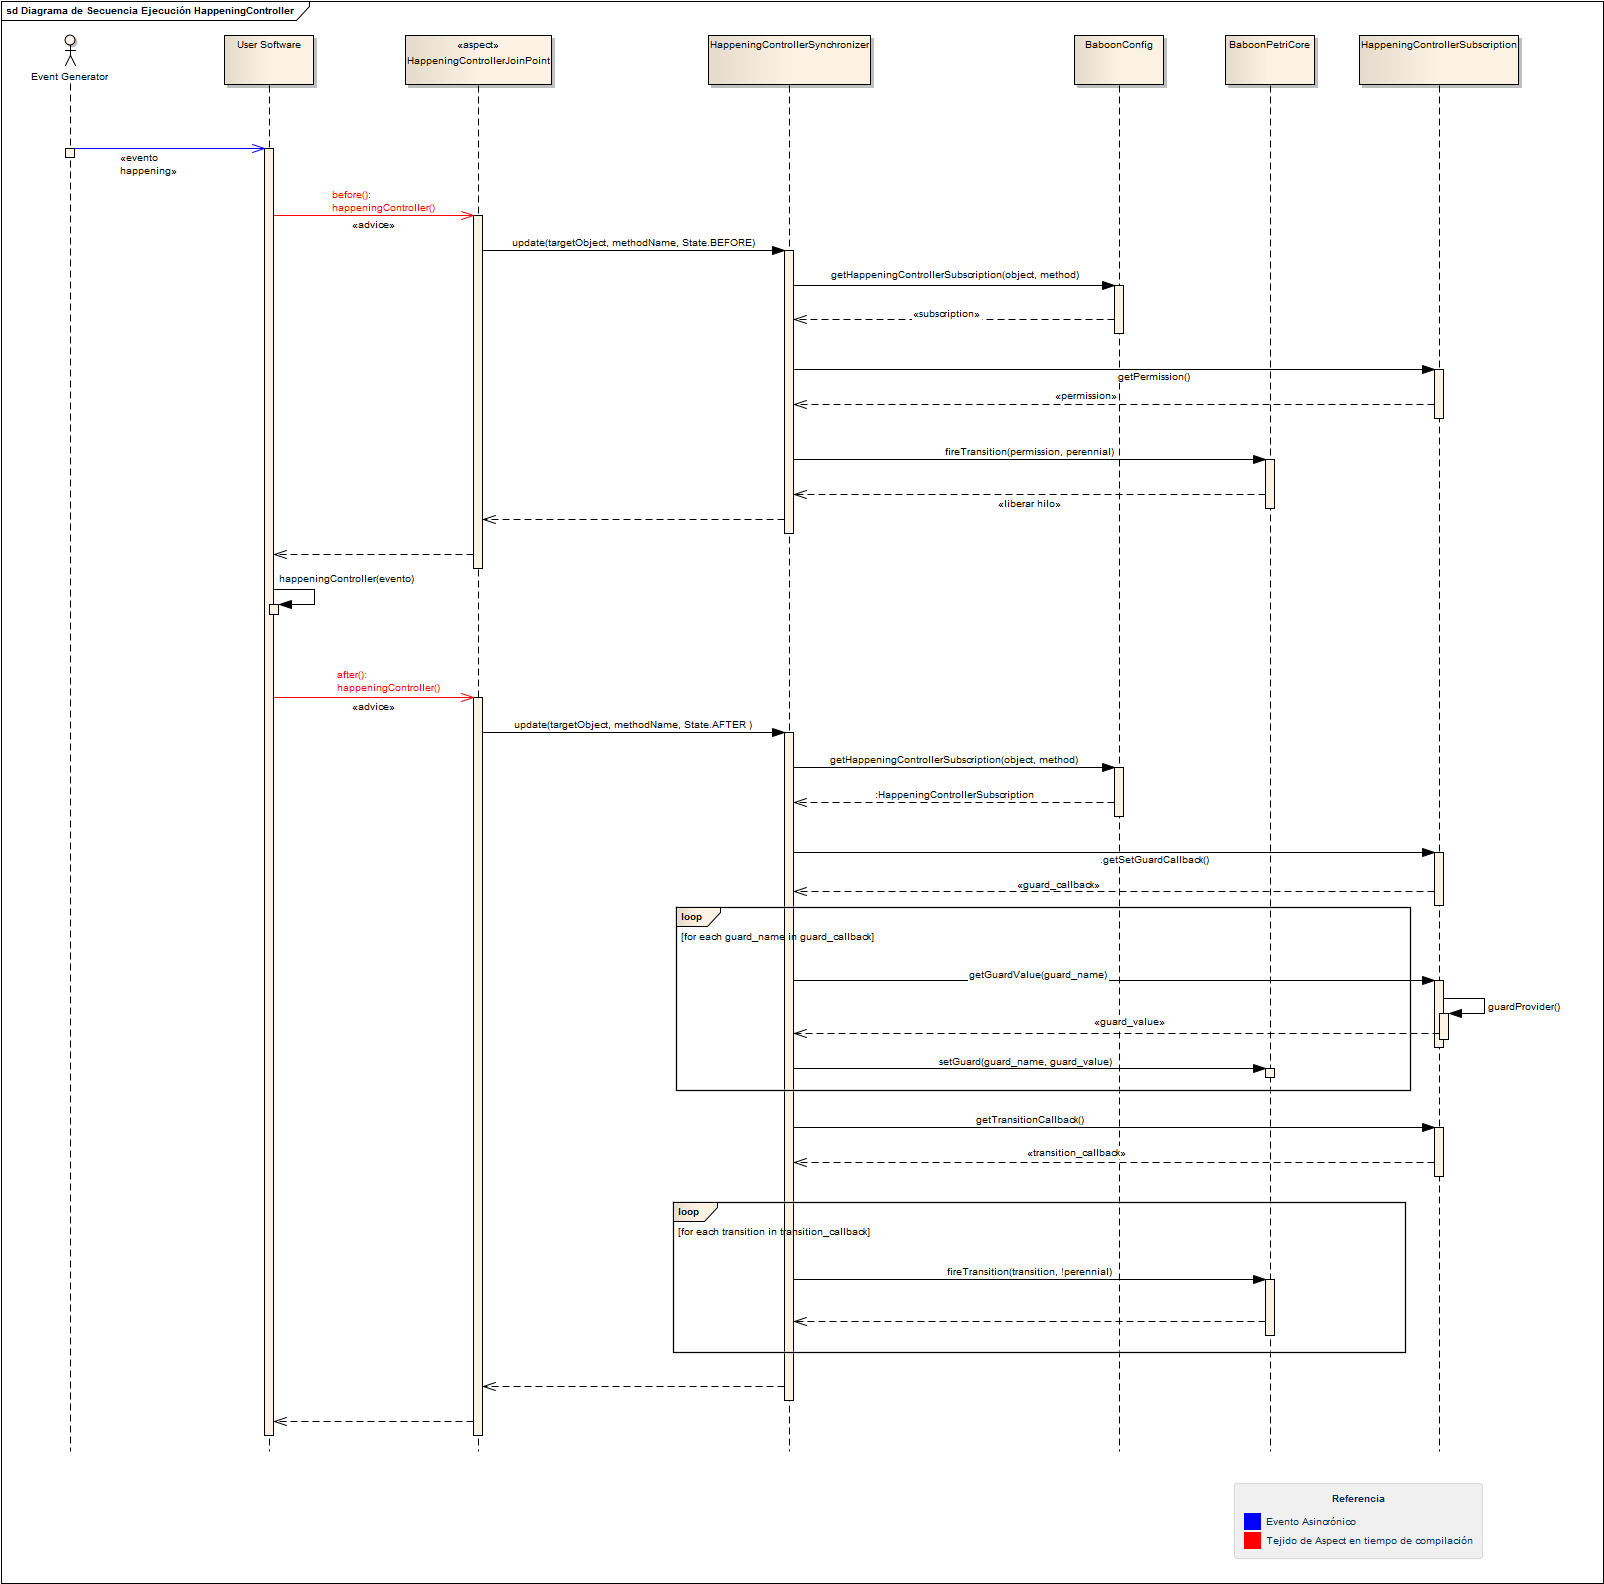 sd Diagrama de Secuencia Ejecución HappeningController
Event Generator
User Software
«aspect»
HappeningControllerJoinPoint
HappeningControllerSynchronizer
BaboonConfig
BaboonPetriCore
HappeningControllerSubscription
«evento
happening»
before():
happeningController()
«advice»
update(targetObject, methodName, State.BEFORE)
getHappeningControllerSubscription(object, method)
«subscription»
getPermission()
«permission»
fireTransition(permission, perennial)
«liberar hilo»
happeningController(evento)
after():
happeningController()
«advice»
update(targetObject, methodName, State.AFTER )
getHappeningControllerSubscription(object, method)
:HappeningControllerSubscription
.getSetGuardCallback()
«guard_callback»
loop
[for each guard_name in guard_callback]
getGuardValue(guard_name)
guardProvider()
«guard_value»
setGuard(guard_name, guard_value)
getTransitionCallback()
«transition_callback»
loop
[for each transition in transition_callback]
fireTransition(transition, !perennial)
Referencia
Evento Asincrónico
Tejido de Aspect en tiempo de compilación